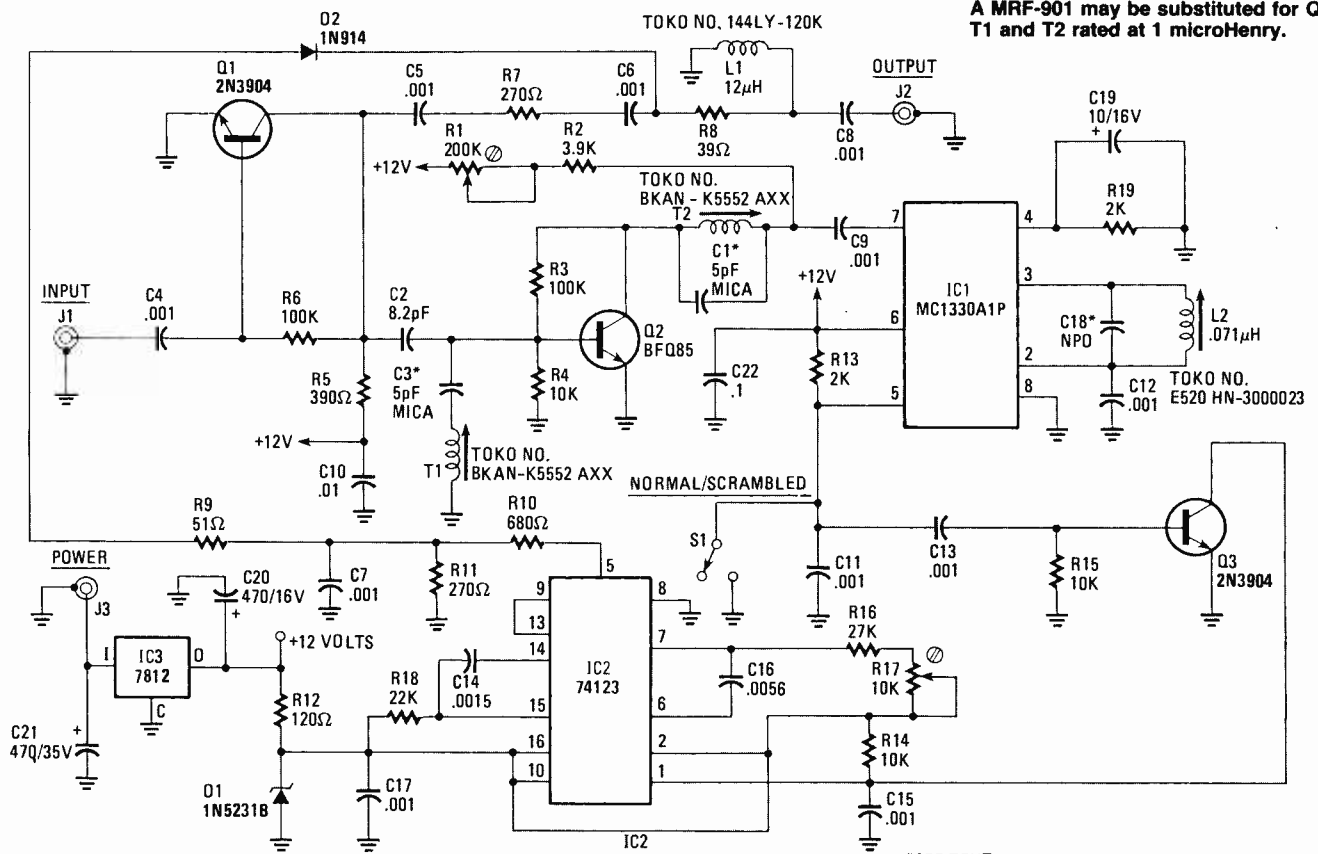 A MRF-901 may be substituted for Q
T1 and T2 rated at 1 microHenry.
D2
1N914
TOKO NO. 144LY-120K
L1
12µH
OUTPUT
J2
Q1
2N3904
C5
.001
R7
270Ω
C6
.001
R8
39Ω
C8
.001
C19
10/16V
+
R1
200K
R2
3.9K
+12V
TOKO NO.
BKAN-K5552 AXX
T2
C1*
5pF
MICA
C9
.001
7
4
R19
2K
INPUT
J1
C4
.001
R6
100K
C2
8.2pF
R3
100K
Q2
BFQ85
+12V
IC1
MC1330A1P
3
6
C18*
NPO
L2
.071µH
2
R5
390Ω
C3*
5pF
MICA
R4
10K
C22
.1
R13
2K
5
8
C12
.001
TOKO NO.
E520 HN-3000023
+12V
C10
.01
T1
TOKO NO.
BKAN-K5552 AXX
NORMAL/SCRAMBLED
R9
51Ω
R10
680Ω
S1
C13
.001
Q3
2N3904
POWER
J3
C20
470/16V
+
C7
.001
R11
270Ω
5
C11
.001
R15
10K
9
8
13
7
R16
27K
+12 VOLTS
I
IC3
7812
O
C
14
IC2
74123
C14
.0015
C16
.0056
R17
10K
R18
22K
15
6
R12
120Ω
C21
470/35V
+
16
2
R14
10K
10
1
D1
1N5231B
C17
.001
C15
.001
IC2